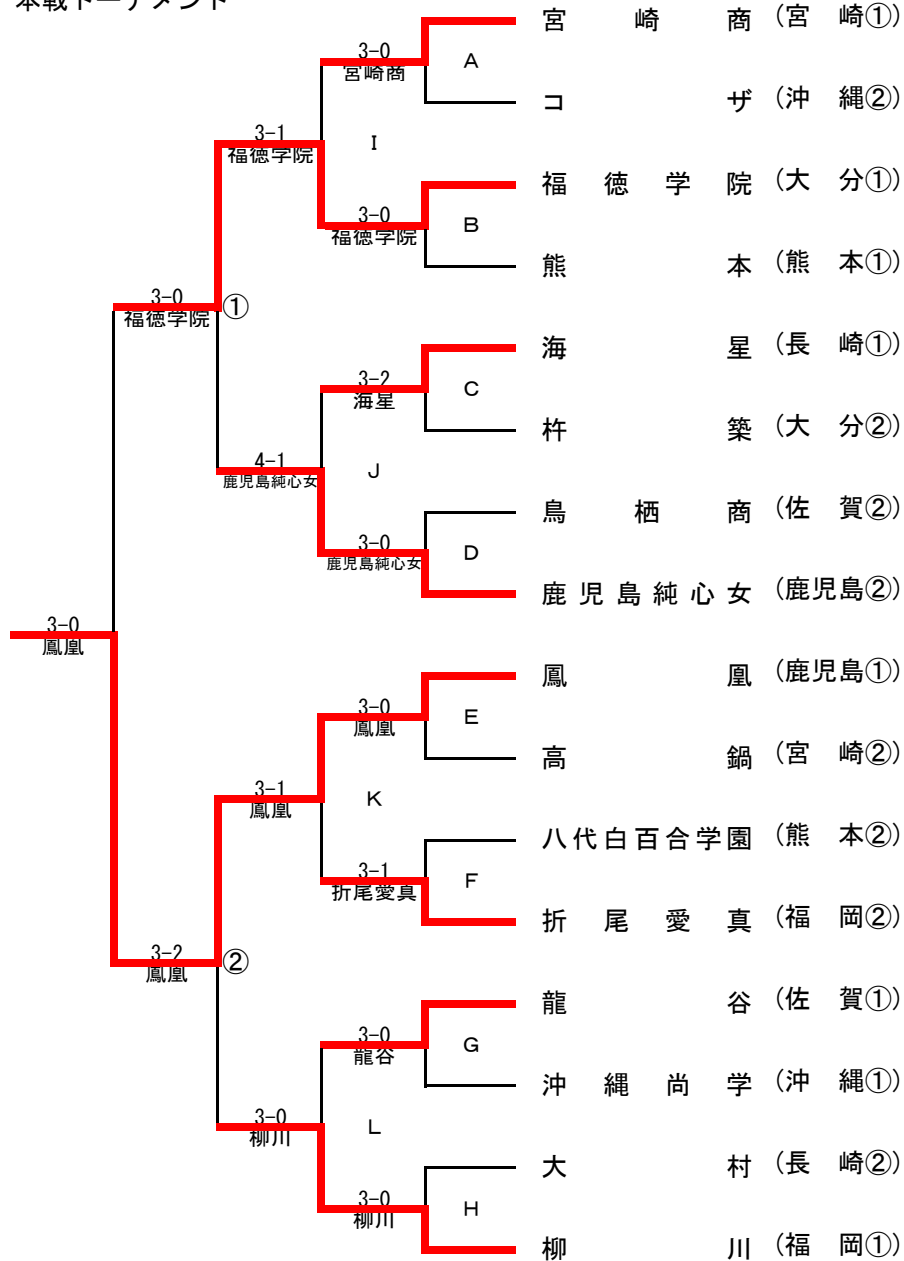 本戦トーナメント
宮崎商 (宮崎①)
3-0
宮崎商
A
コザ (沖縄②)
3-1
福徳学院
I
福徳学院 (大分①)
3-0
福徳学院
B
熊本 (熊本①)
3-0
福徳学院
①
海星 (長崎①)
3-2
海星
C
杵築 (大分②)
4-1
鹿児島純心女
J
鳥栖商 (佐賀②)
3-0
鹿児島純心女
D
鹿児島純心女 (鹿児島②)
3-0
鳳凰
鳳凰 (鹿児島①)
3-0
鳳凰
E
高鍋 (宮崎②)
3-1
鳳凰
K
八代白百合学園 (熊本②)
3-1
折尾愛真
F
折尾愛真 (福岡②)
3-2
鳳凰
②
龍谷 (佐賀①)
3-0
龍谷
G
沖縄尚学 (沖縄①)
3-0
柳川
L
大村 (長崎②)
3-0
柳川
H
柳川 (福岡①)